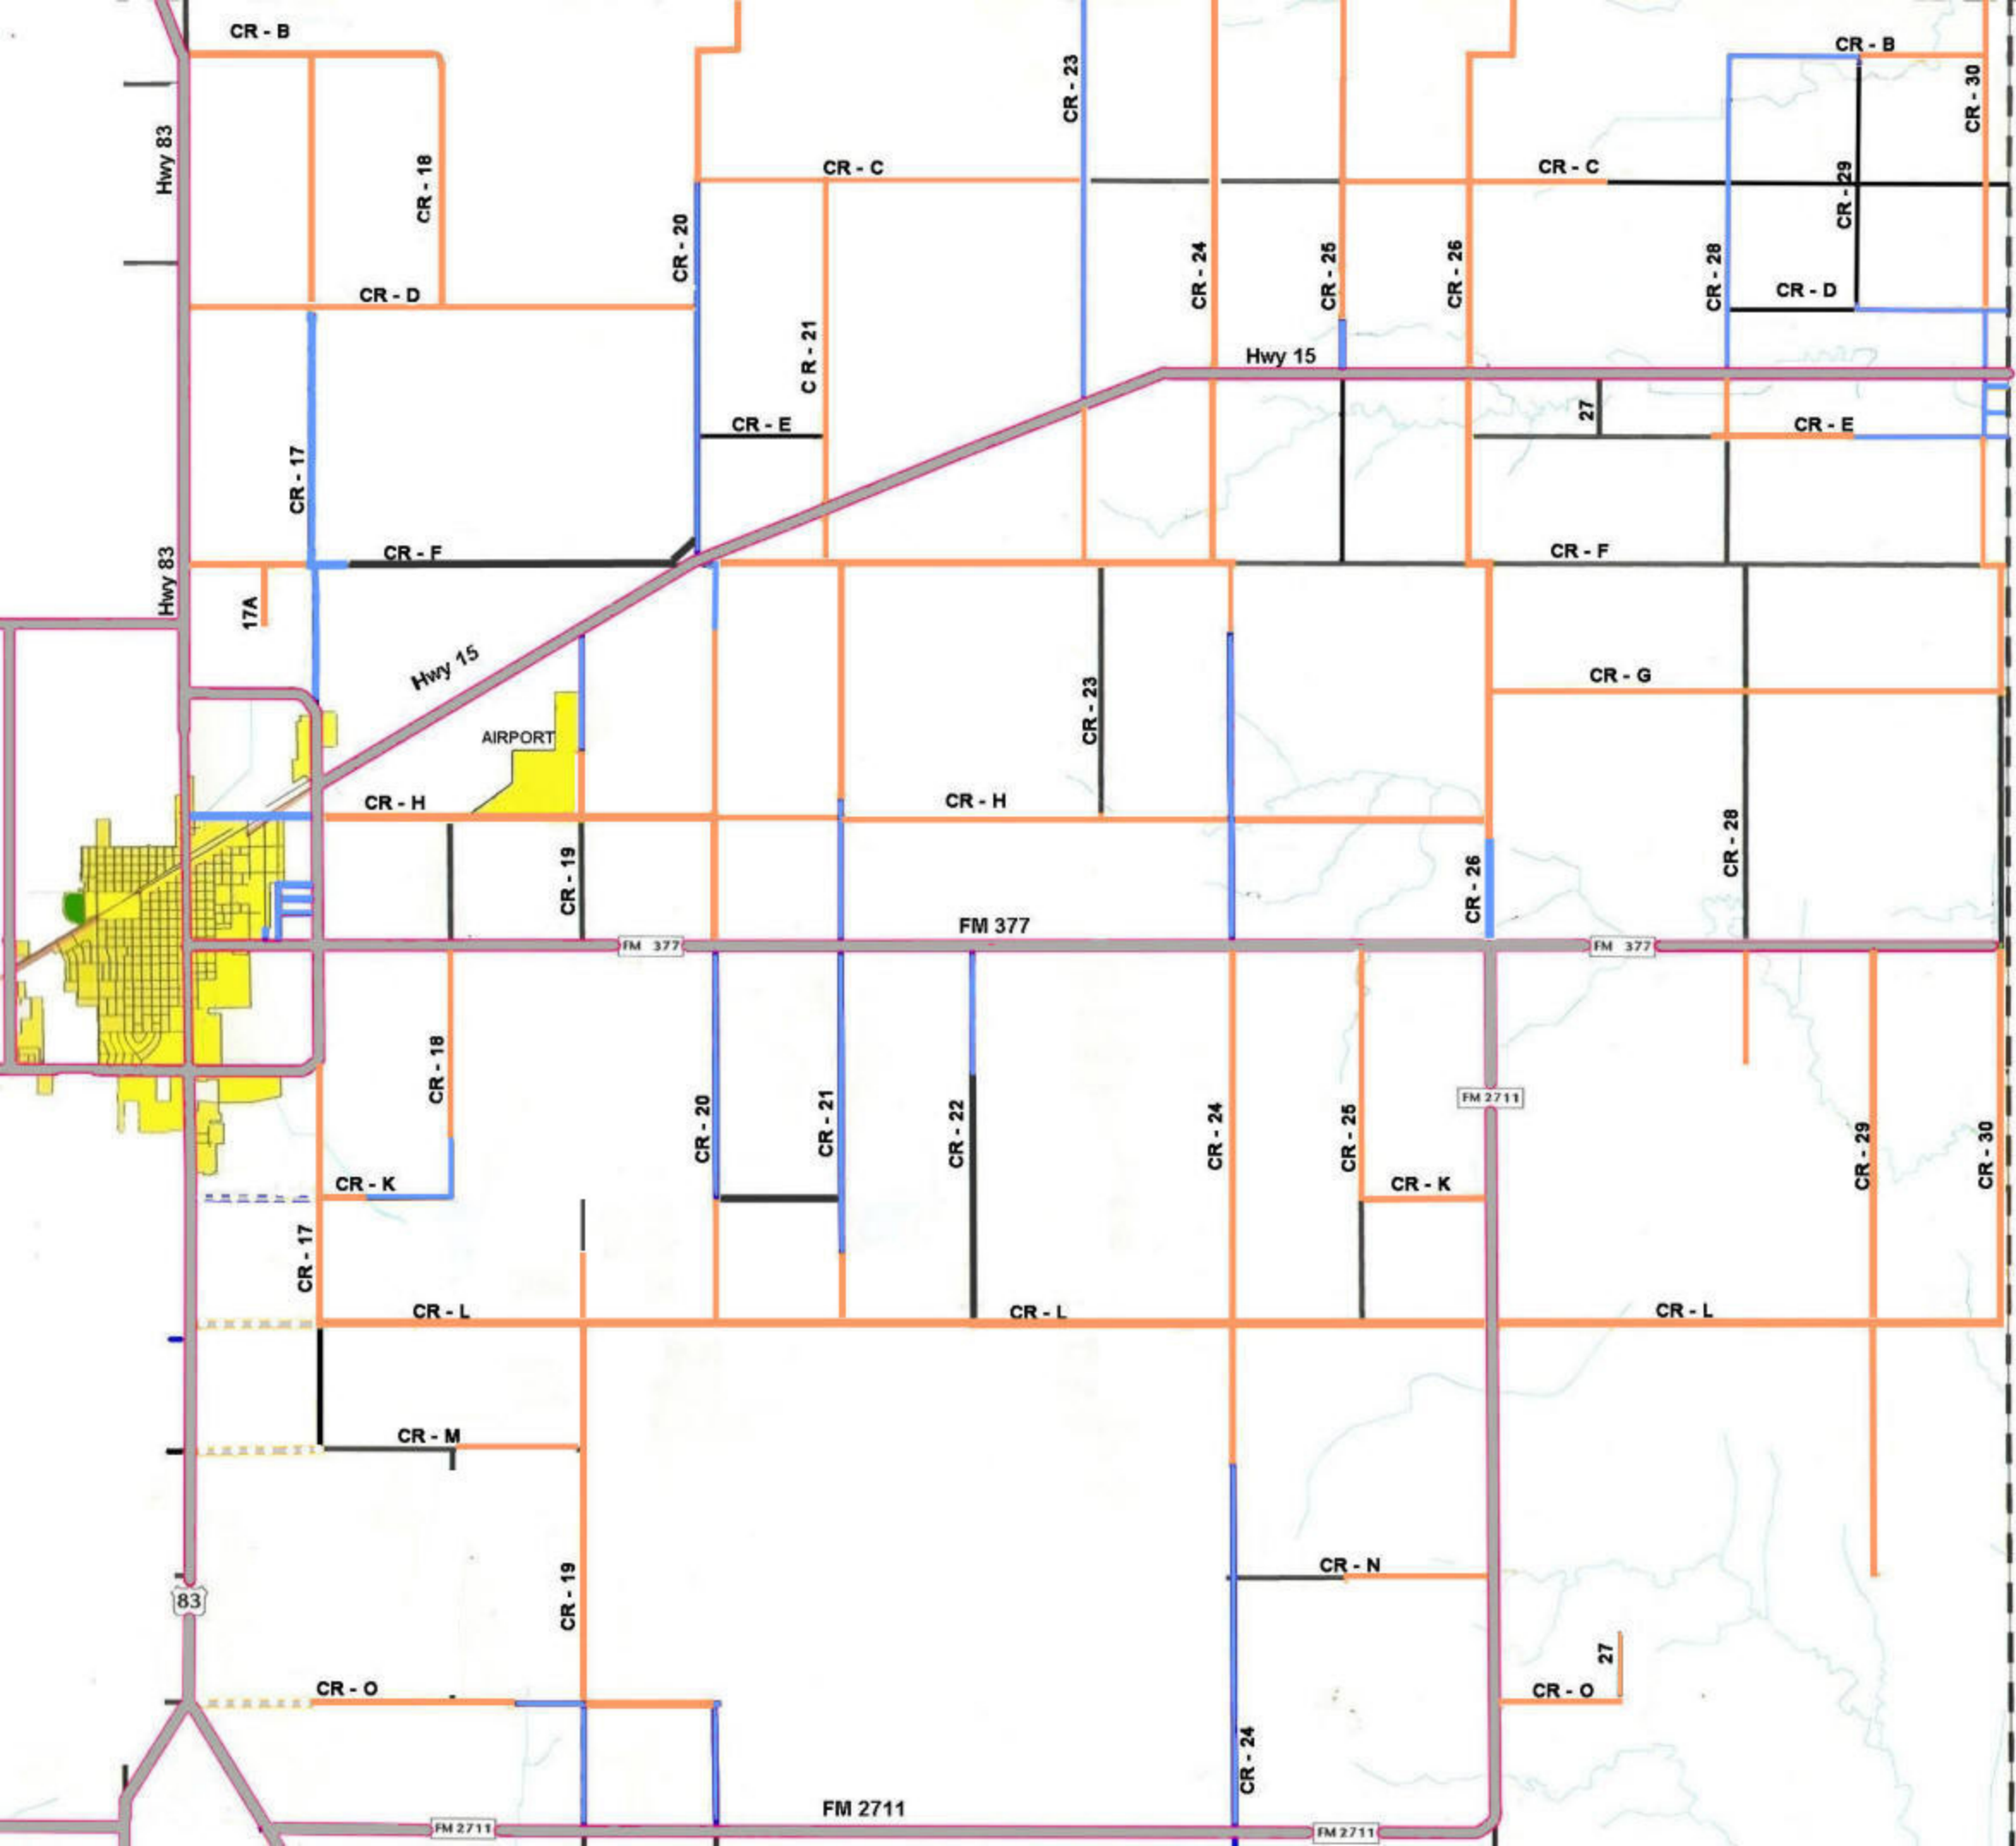 CR - B
CR - B
CR - 23
CR - 30
Hwy 83
CR - 18
CR - C
CR - C
CR - 29
CR - 20
CR - 24
CR - 25
CR - 26
CR - 28
CR - D
CR - D
C R - 21
Hwy 15
27
CR - E
CR - E
CR - 17
Hwy 83
CR - F
CR - F
17A
Hwy 15
CR - G
CR - 23
AIRPORT
CR - H
CR - H
CR - 19
CR - 28
CR - 26
FM 377
FM 377
FM 377
CR - 18
FM 2711
CR - 20
CR - 21
CR - 22
CR - 24
CR - 25
CR - 29
CR - 30
CR - K
CR - K
CR - 17
CR - L
CR - L
CR - L
CR - M
CR - N
CR - 19
83
27
CR - O
CR - O
CR - 24
FM 2711
FM 2711
FM 2711